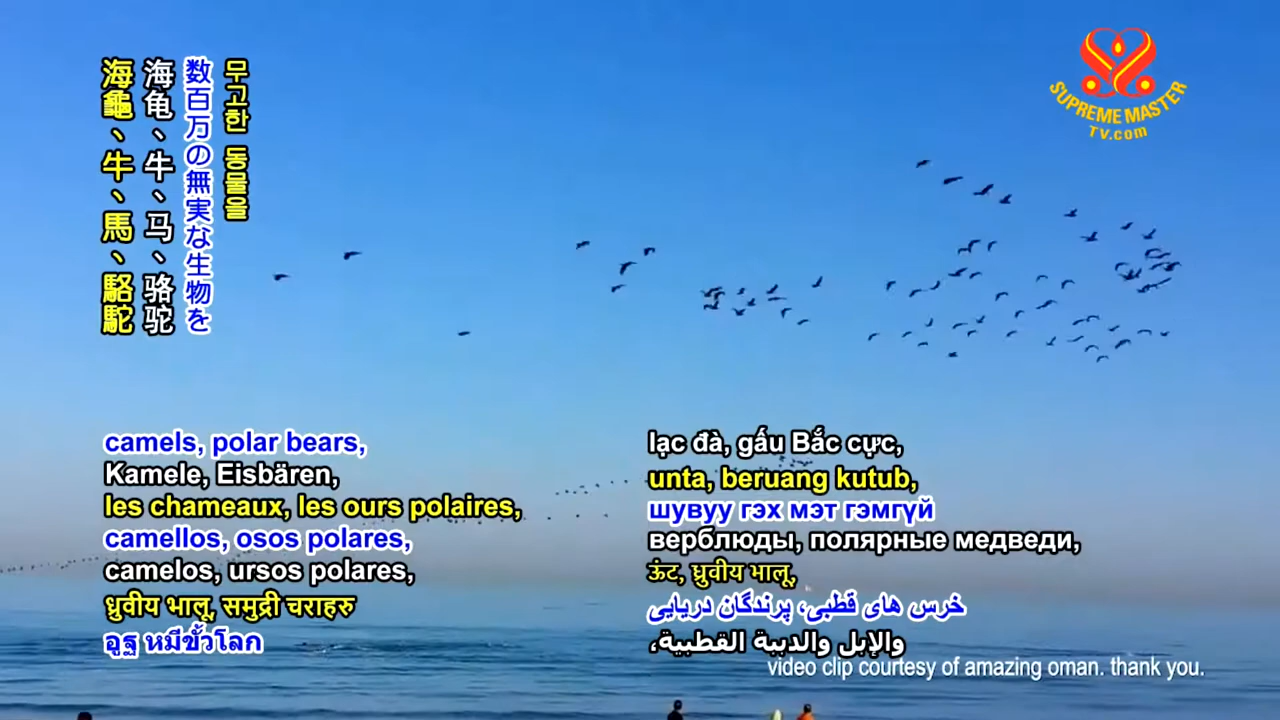 무고한 동물을
数百万の無実な生物を
海龟、牛、马、骆驼
海龜、牛、馬、駱駝
SUPREME MASTER
TV.com
camels, polar bears,
Kamele, Eisbären,
les chameaux, les ours polaires,
camellos, osos polares,
camelos, ursos polares,
ध्रुवीय भालू, समुद्री चराहरु
อูฐ หมีขั้วโลก
lạc đà, gấu Bắc cực,
unta, beruang kutub,
шувуу гэх мэт гэмгүй
верблюды, полярные медведи,
ऊंट, ध्रुवीय भालू,
خرس های قطبی، پرندگان دریایی
والإبل والدببة القطبية،
video clip courtesy of amazing oman. thank you.